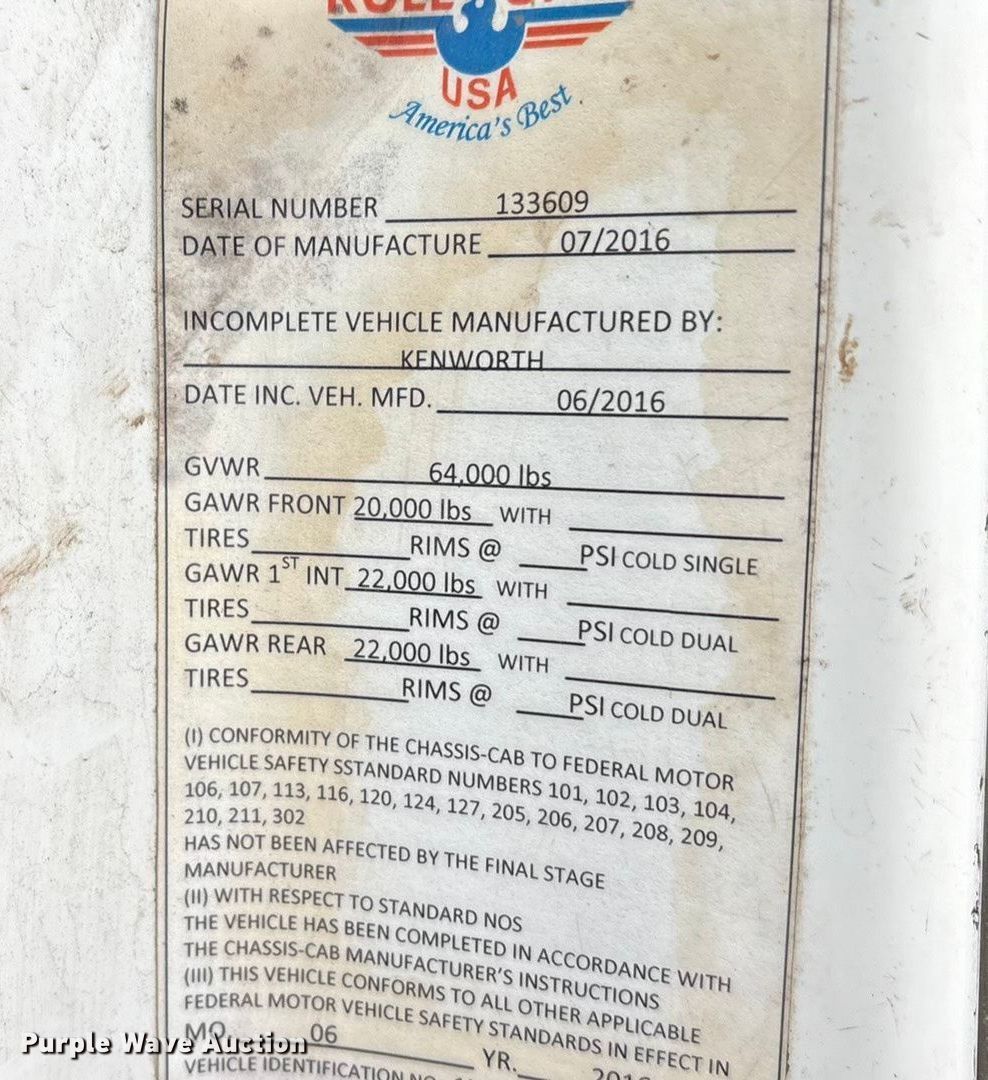 USA
America's Best
SERIAL NUMBER 133609
DATE OF MANUFACTURE 07/2016
INCOMPLETE VEHICLE MANUFACTURED BY:
KENWORTH
DATE INC. VEH. MFD. 06/2016
GVWR 64,000 lbs
GAWR FRONT 20,000 lbs WITH
TIRES RIMS @ PSI COLD SINGLE
GAWR 1ST INT 22,000 lbs WITH
TIRES RIMS @ PSI COLD DUAL
GAWR REAR 22,000 lbs WITH
TIRES RIMS @ PSI COLD DUAL
(I) CONFORMITY OF THE CHASSIS-CAB TO FEDERAL MOTOR
VEHICLE SAFETY SSTANDARD NUMBERS 101, 102, 103, 104,
106, 107, 113, 116, 120, 124, 127, 205, 206, 207, 208, 209,
210, 211, 302
HAS NOT BEEN AFFECTED BY THE FINAL STAGE
MANUFACTURER
(II) WITH RESPECT TO STANDARD NOS
THE VEHICLE HAS BEEN COMPLETED IN ACCORDANCE WITH
THE CHASSIS-CAB MANUFACTURER'S INSTRUCTIONS
(III) THIS VEHICLE CONFORMS TO ALL OTHER APPLICABLE
FEDERAL MOTOR VEHICLE SAFETY STANDARDS IN EFFECT IN
MO. 06 YR. 2016
VEHICLE IDENTIFICATION NO.
Purple Wave Auction